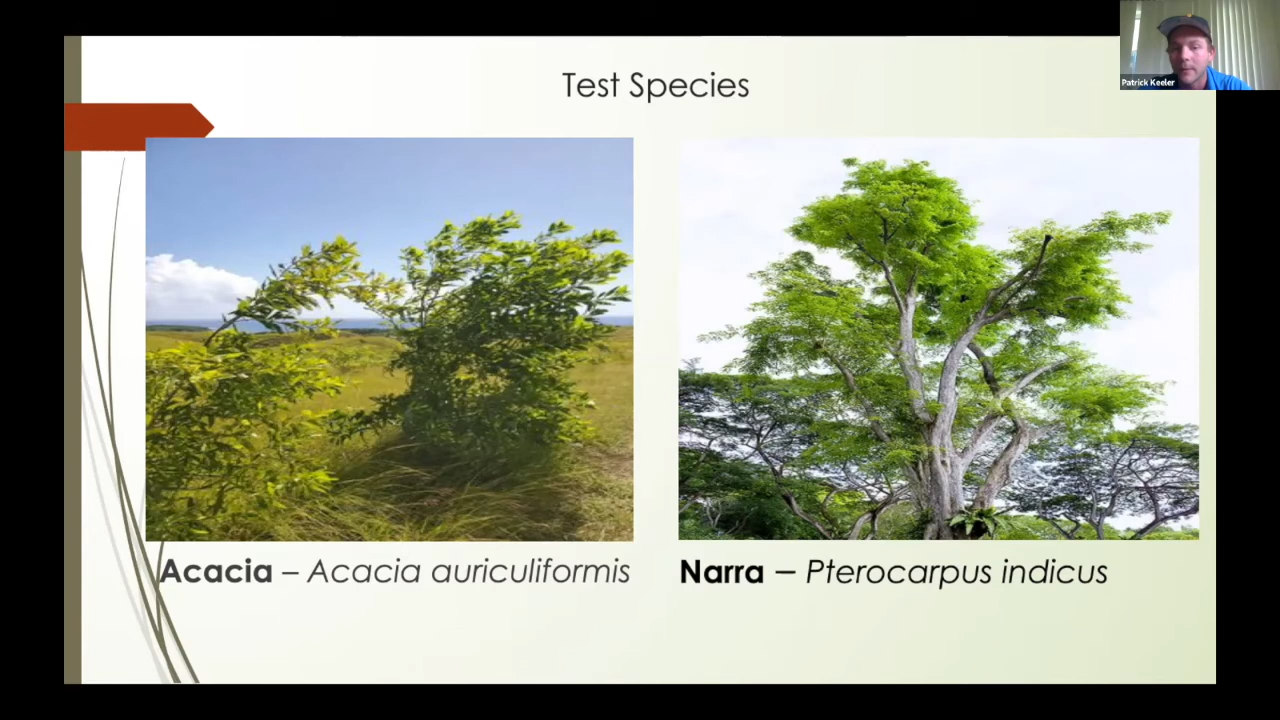 Test Species
Patrick Keeler
Acacia – Acacia auriculiformis
Narra – Pterocarpus indicus